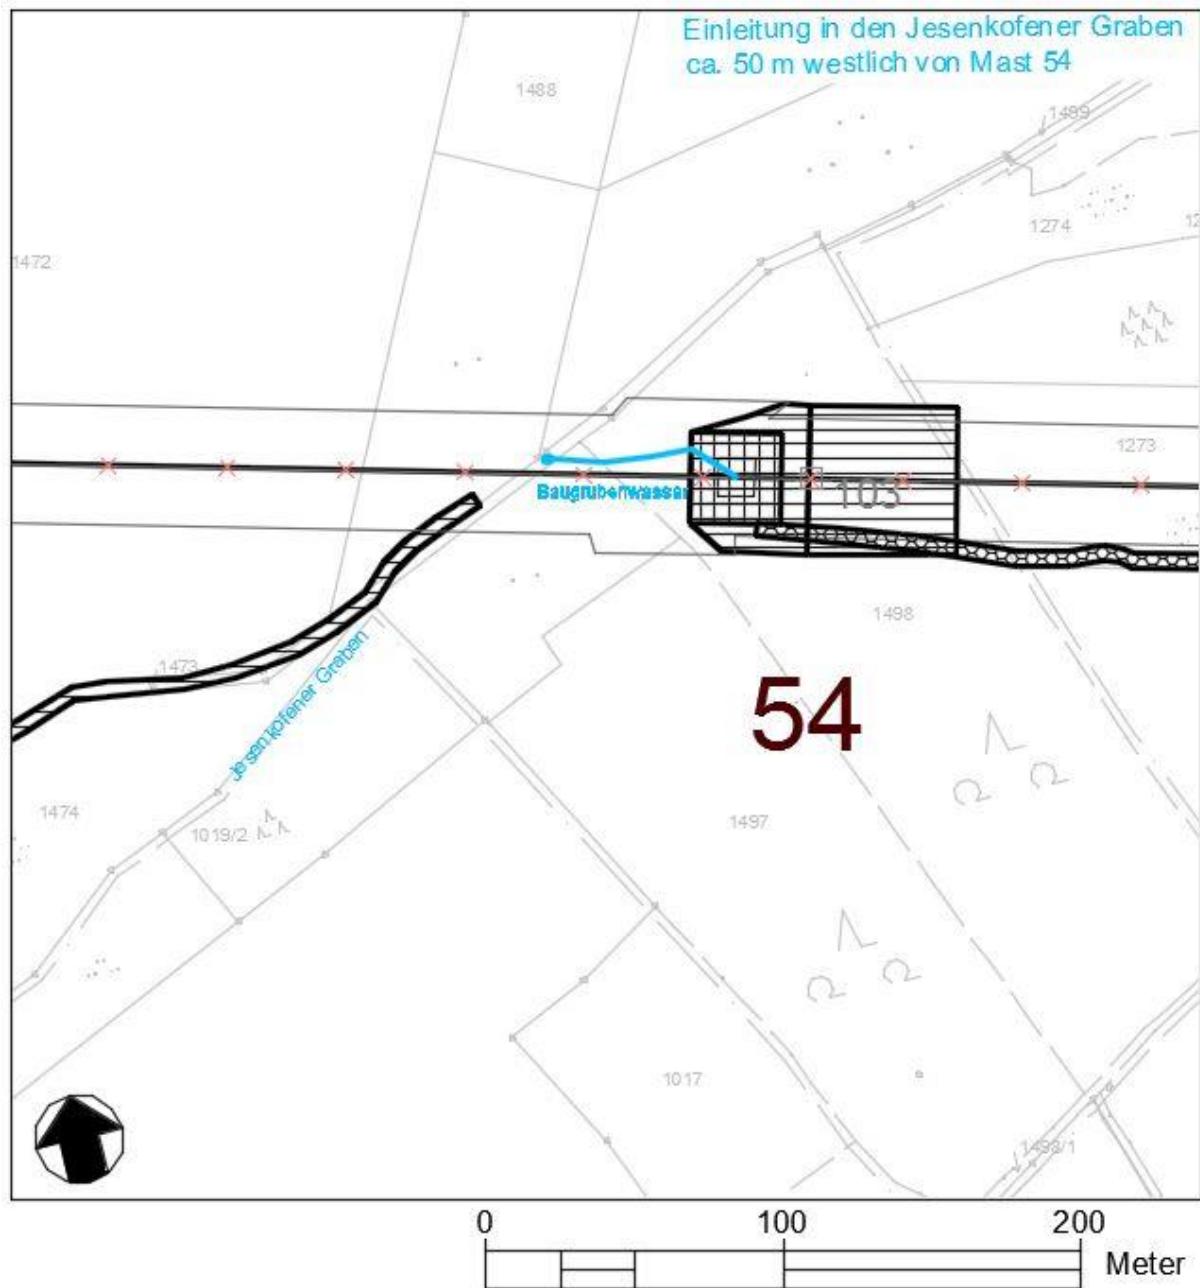 Einleitung in den Jesenkofener Graben
ca. 50 m westlich von Mast 54
1488
1499
1274
1472
1273
Baugrubenwasser
103
1498
1473
Jesenkofener Graben
54
1474
1019/2
1497
1017
1498/1
0 100 200
Meter